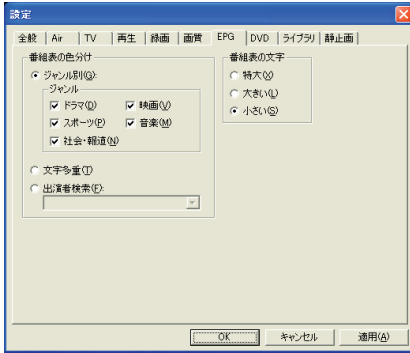 設定
全般 Air TV 再生 録画 画質 EPG DVD ライブラリ 静止画
番組表の色分け
ジャンル別(G):
ジャンル
ドラマ(D) 映画(V)
スポーツ(P) 音楽(M)
社会・報道(N)
文字多重(T)
出演者検索(F):
番組表の文字
特大(X)
大きい(L)
小さい(S)
OK キャンセル 適用(A)